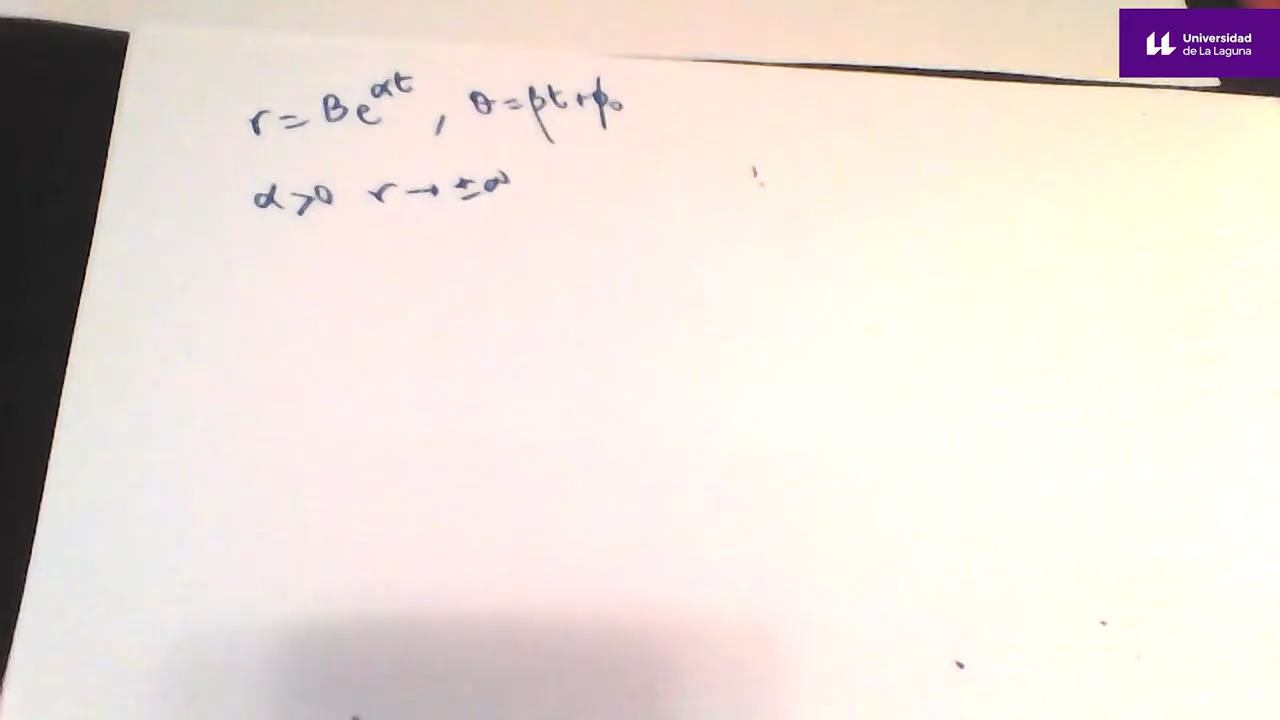 r = Be^{αt}, θ = βt + φ₀
α > 0 r → ±∞
Universidad
de La Laguna